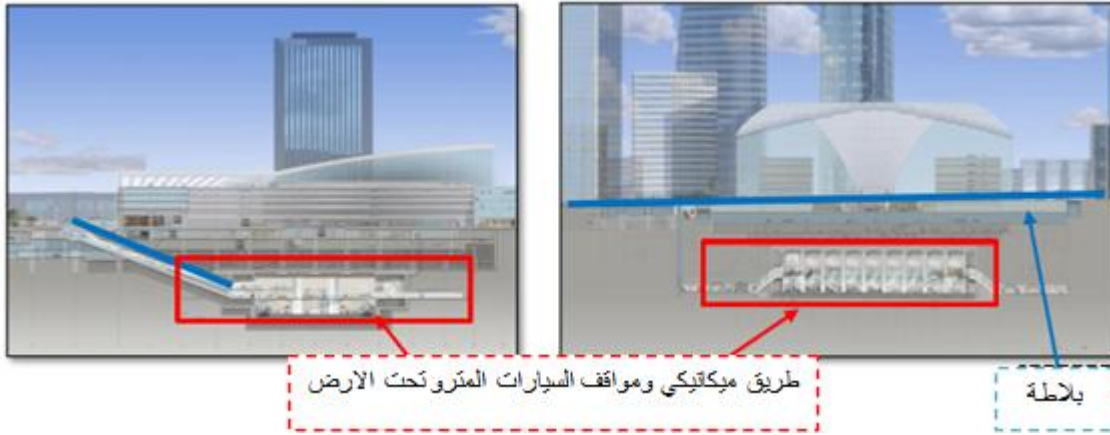 طريق ميكانيكي ومواقف السيارات المترو تحت الارض
بلاطة